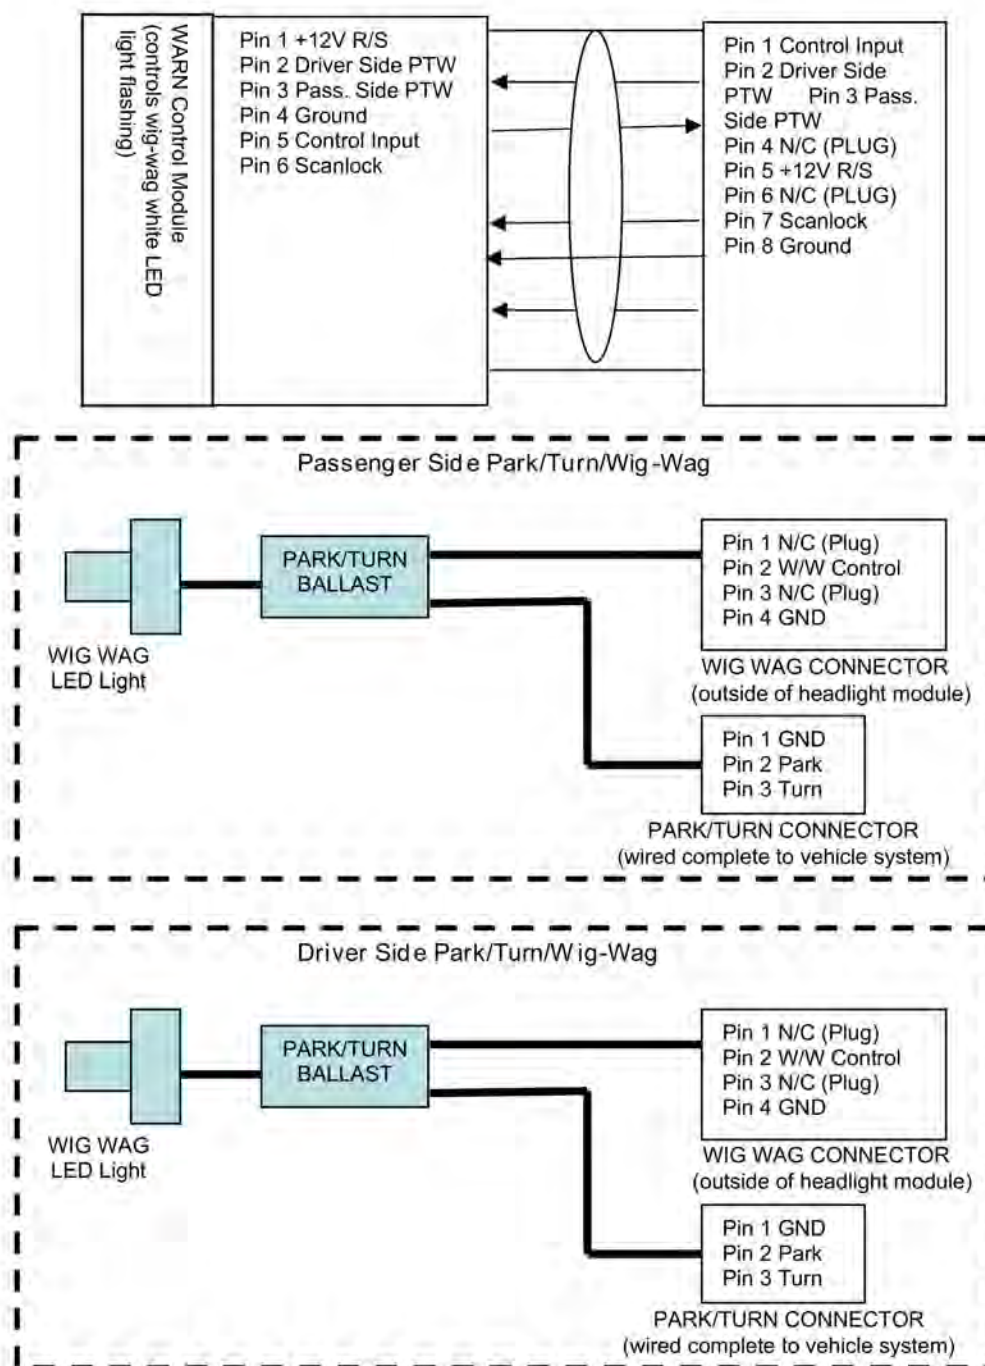 WARN Control Module
(controls wig-wag white LED
light flashing)
Pin 1 +12V R/S
Pin 2 Driver Side PTW
Pin 3 Pass. Side PTW
Pin 4 Ground
Pin 5 Control Input
Pin 6 Scanlock
Pin 1 Control Input
Pin 2 Driver Side
PTW Pin 3 Pass.
Side PTW
Pin 4 N/C (PLUG)
Pin 5 +12V R/S
Pin 6 N/C (PLUG)
Pin 7 Scanlock
Pin 8 Ground
Passenger Side Park/Turn/Wig-Wag
WIG WAG
LED Light
PARK/TURN
BALLAST
Pin 1 N/C (Plug)
Pin 2 W/W Control
Pin 3 N/C (Plug)
Pin 4 GND
WIG WAG CONNECTOR
(outside of headlight module)
Pin 1 GND
Pin 2 Park
Pin 3 Turn
PARK/TURN CONNECTOR
(wired complete to vehicle system)
Driver Side Park/Turn/Wig-Wag
WIG WAG
LED Light
PARK/TURN
BALLAST
Pin 1 N/C (Plug)
Pin 2 W/W Control
Pin 3 N/C (Plug)
Pin 4 GND
WIG WAG CONNECTOR
(outside of headlight module)
Pin 1 GND
Pin 2 Park
Pin 3 Turn
PARK/TURN CONNECTOR
(wired complete to vehicle system)